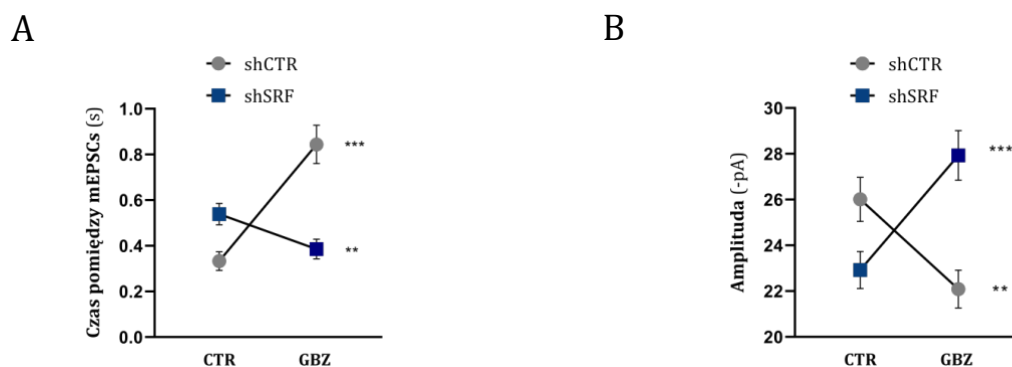 A
shCTR
shSRF
Czas pomiędzy mEPSCs (s)
1.0
0.8
0.6
0.4
0.2
0.0
***
**
CTR
GBZ
B
shCTR
shSRF
Amplituda (-pA)
30
28
26
24
22
20
***
**
CTR
GBZ